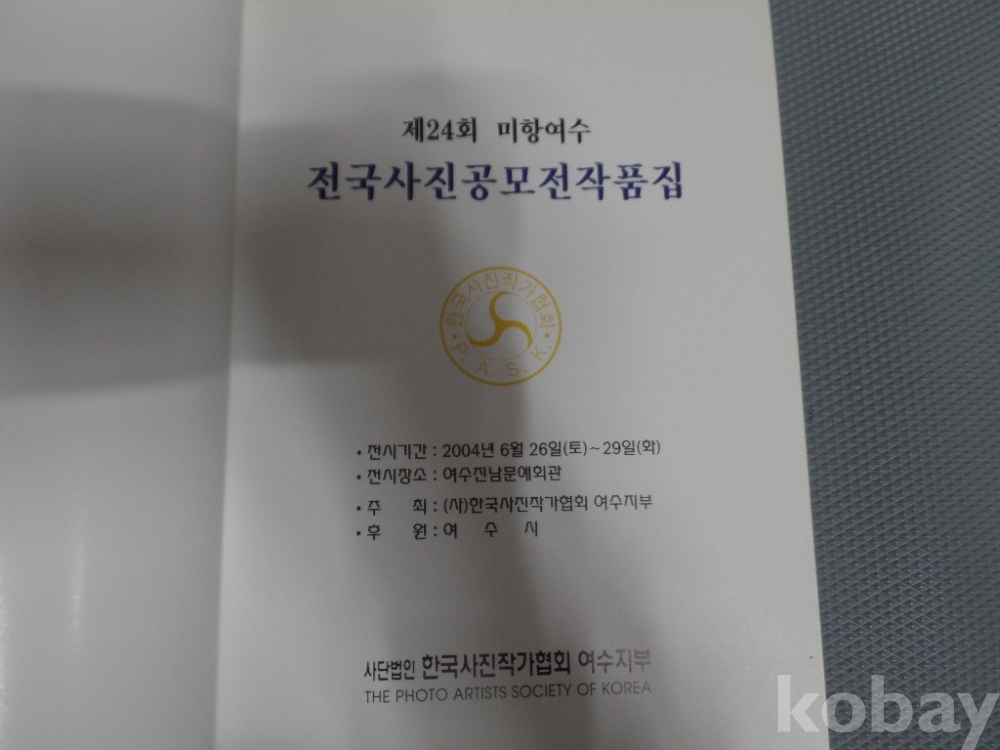 제24회 미항여수
전국사진공모전작품집
한국사진작가협회
P.A.S.K.
• 전시기간 : 2004년 6월 26일(토)~29일(화)
• 전시장소 : 여수진남문예회관
• 주 최 : (사)한국사진작가협회 여수지부
• 후 원 : 여 수 시
사단법인 한국사진작가협회 여수지부
THE PHOTO ARTISTS SOCIETY OF KOREA
kobay